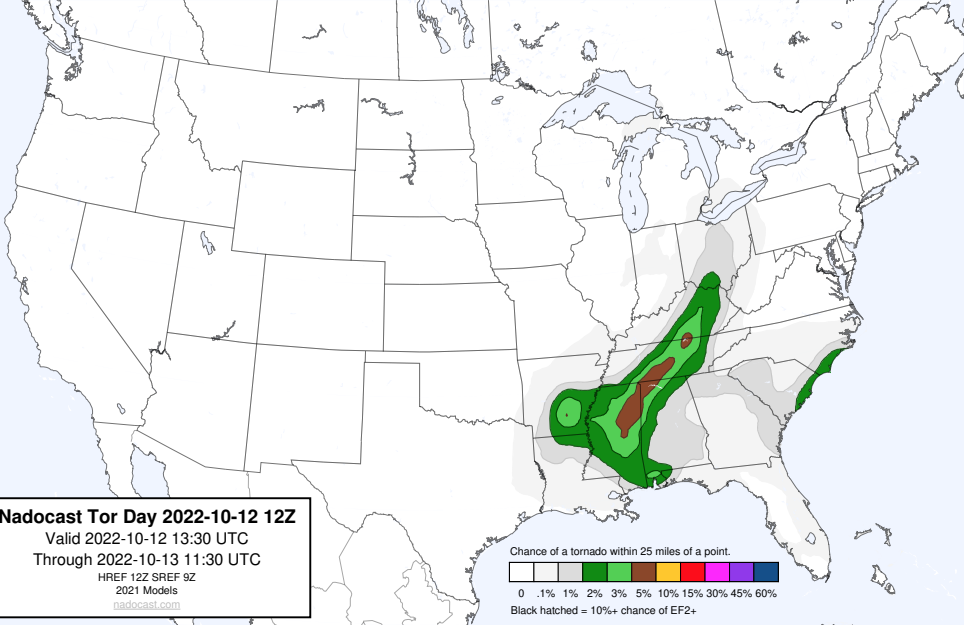 Nadocast Tor Day 2022-10-12 12Z
Valid 2022-10-12 13:30 UTC
Through 2022-10-13 11:30 UTC
HREF 12Z SREF 9Z
2021 Models
nadocast.com
Chance of a tornado within 25 miles of a point.
0 .1% 1% 2% 3% 5% 10% 15% 30% 45% 60%
Black hatched = 10%+ chance of EF2+